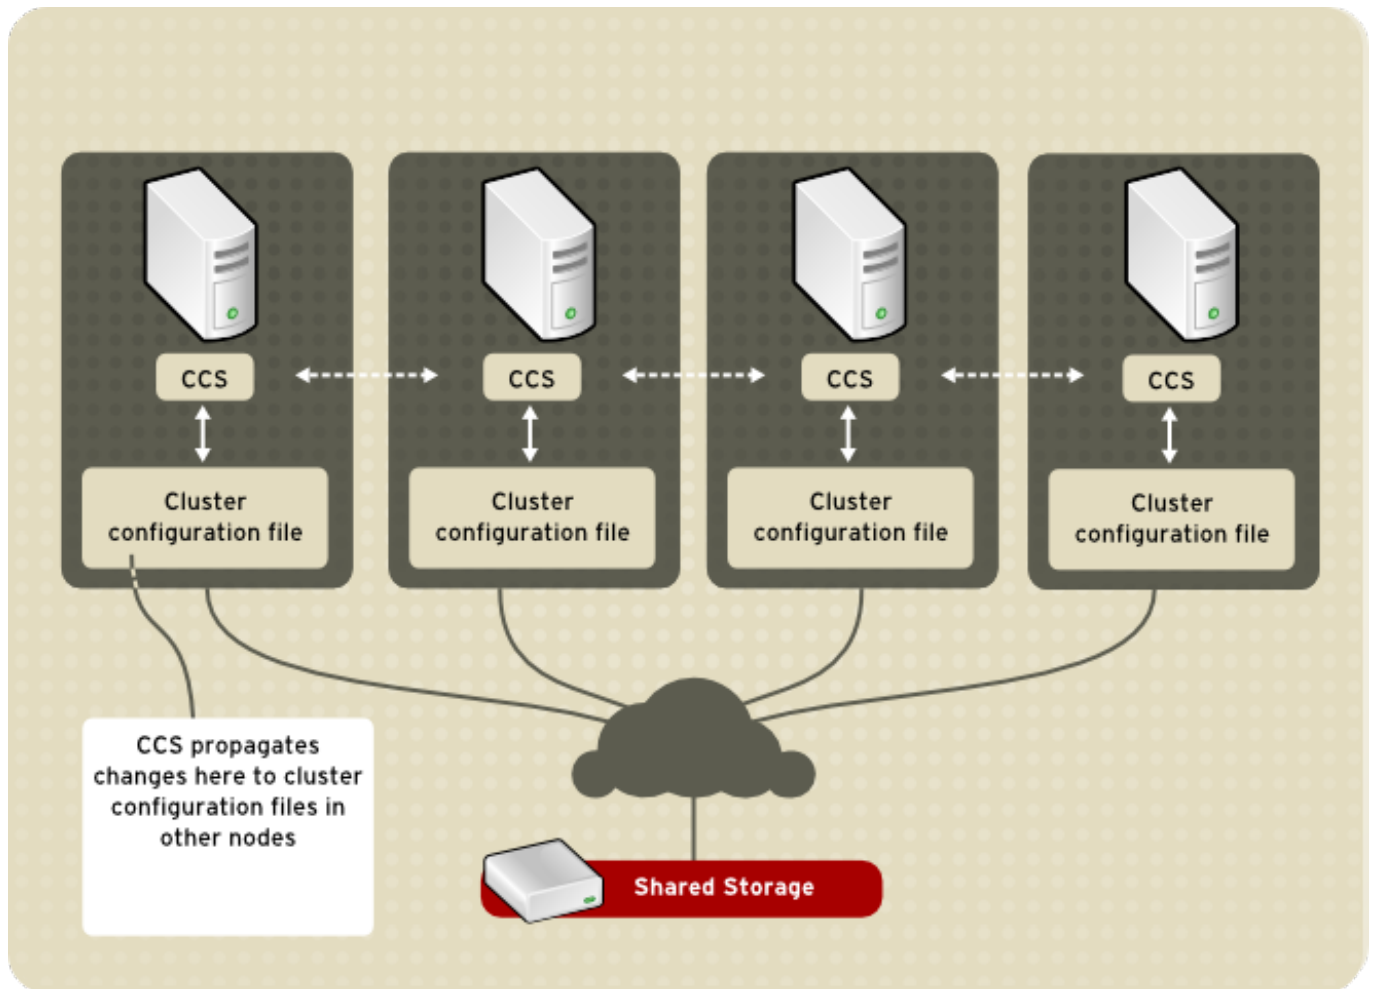 CCS
CCS
CCS
CCS
Cluster
configuration file
Cluster
configuration file
Cluster
configuration file
Cluster
configuration file
CCS propagates
changes here to cluster
configuration files in
other nodes
Shared Storage